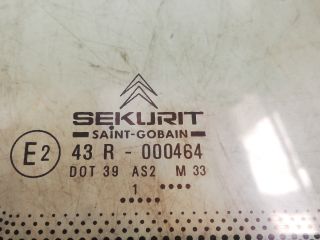 SEKURIT
SAINT-GOBAIN
E2 43 R - 000464
DOT 39 AS2 M 33
.... 1 .....